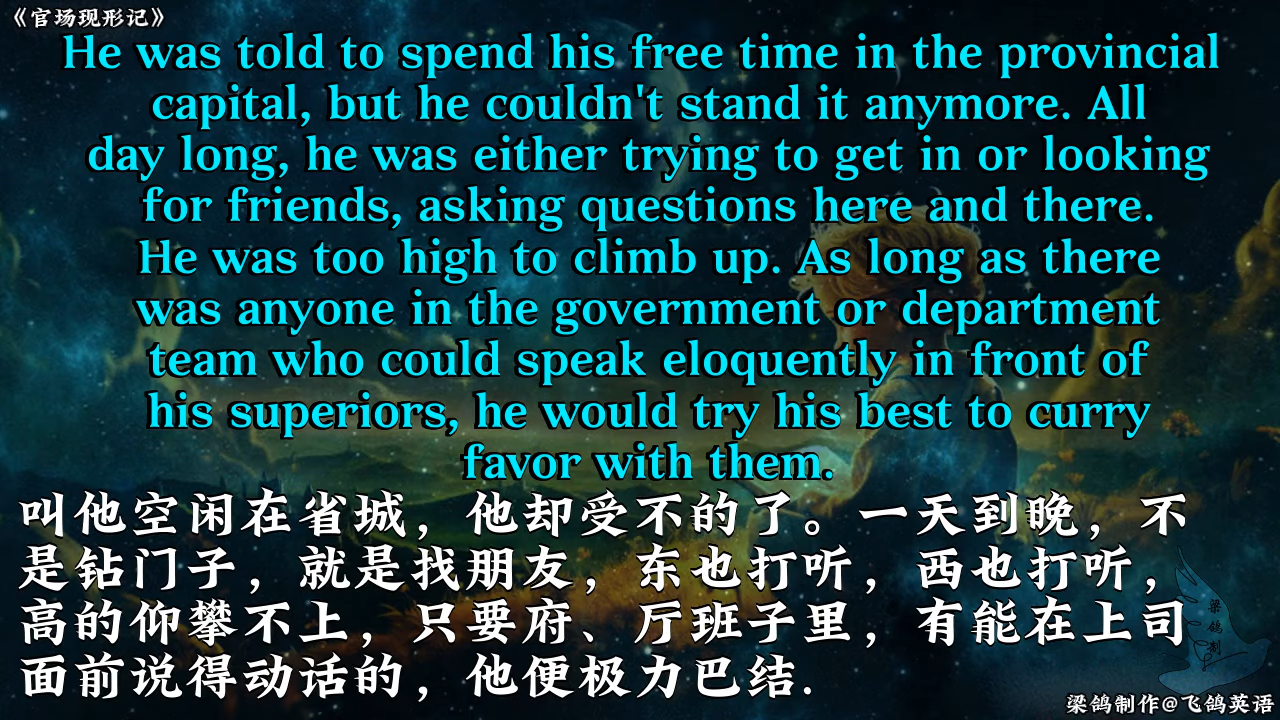 《官场现形记》
He was told to spend his free time in the provincial
capital, but he couldn't stand it anymore. All
day long, he was either trying to get in or looking
for friends, asking questions here and there.
He was too high to climb up. As long as there
was anyone in the government or department
team who could speak eloquently in front of
his superiors, he would try his best to curry
favor with them.
叫他空闲在省城，他却受不的了。一天到晚，不
是钻门子，就是找朋友，东也打听，西也打听，
高的仰攀不上，只要府、厅班子里，有能在上司
面前说得动话的，他便极力巴结.
梁鸽制
梁鸽制作@飞鸽英语